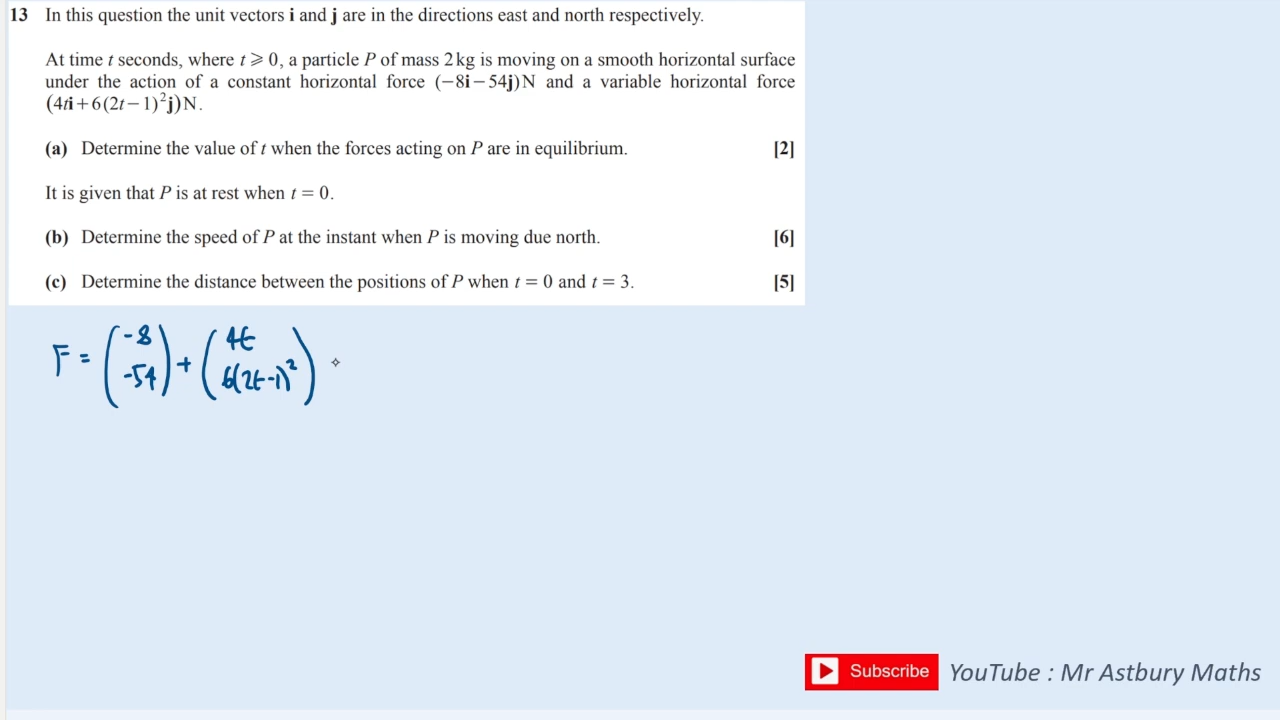 13 In this question the unit vectors i and j are in the directions east and north respectively.
At time t seconds, where t ⩾ 0, a particle P of mass 2 kg is moving on a smooth horizontal surface
under the action of a constant horizontal force (−8i − 54j) N and a variable horizontal force
(4ti + 6(2t − 1)²j) N.
(a) Determine the value of t when the forces acting on P are in equilibrium. [2]
It is given that P is at rest when t = 0.
(b) Determine the speed of P at the instant when P is moving due north. [6]
(c) Determine the distance between the positions of P when t = 0 and t = 3. [5]
F = (-8 -54) + (4t 6(2t-1)²)
Subscribe YouTube : Mr Astbury Maths